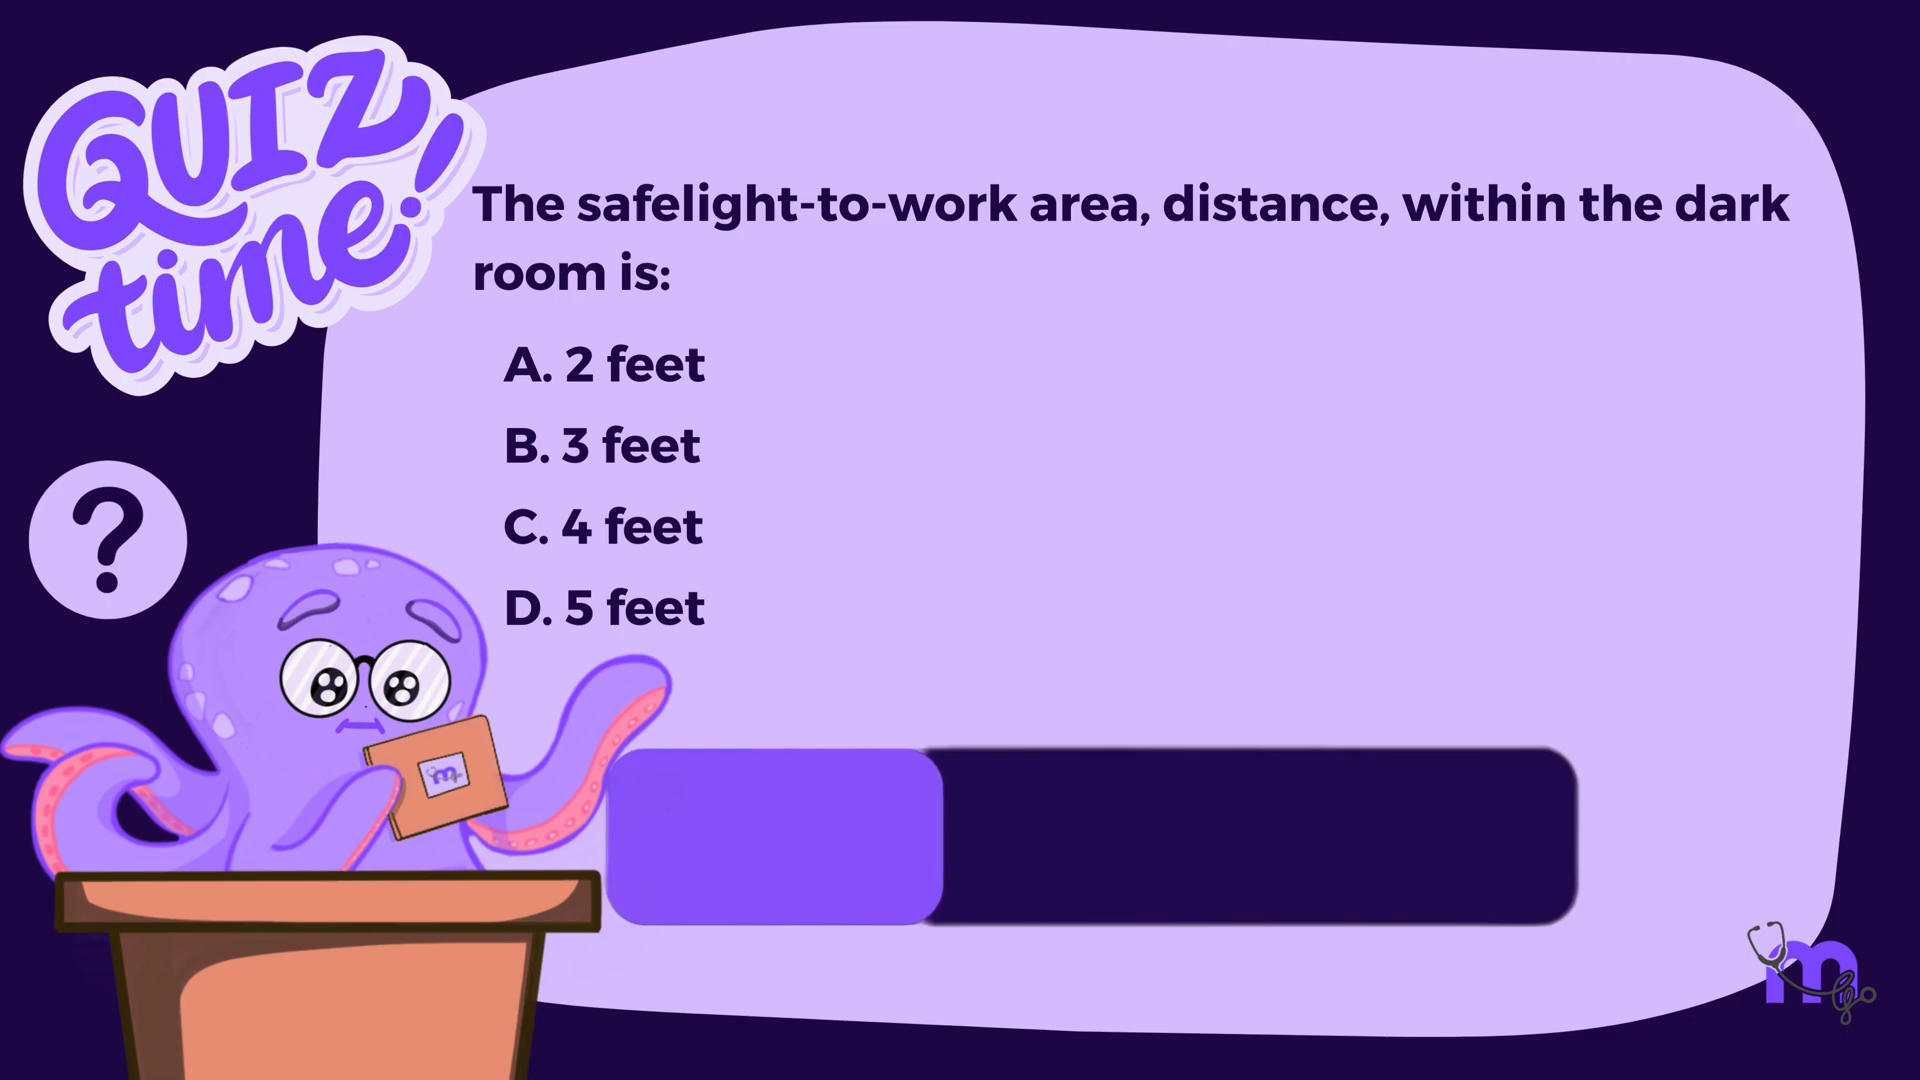 QUIZ
time!
The safelight-to-work area, distance, within the dark
room is:
A. 2 feet
B. 3 feet
C. 4 feet
D. 5 feet
?
m
mgo